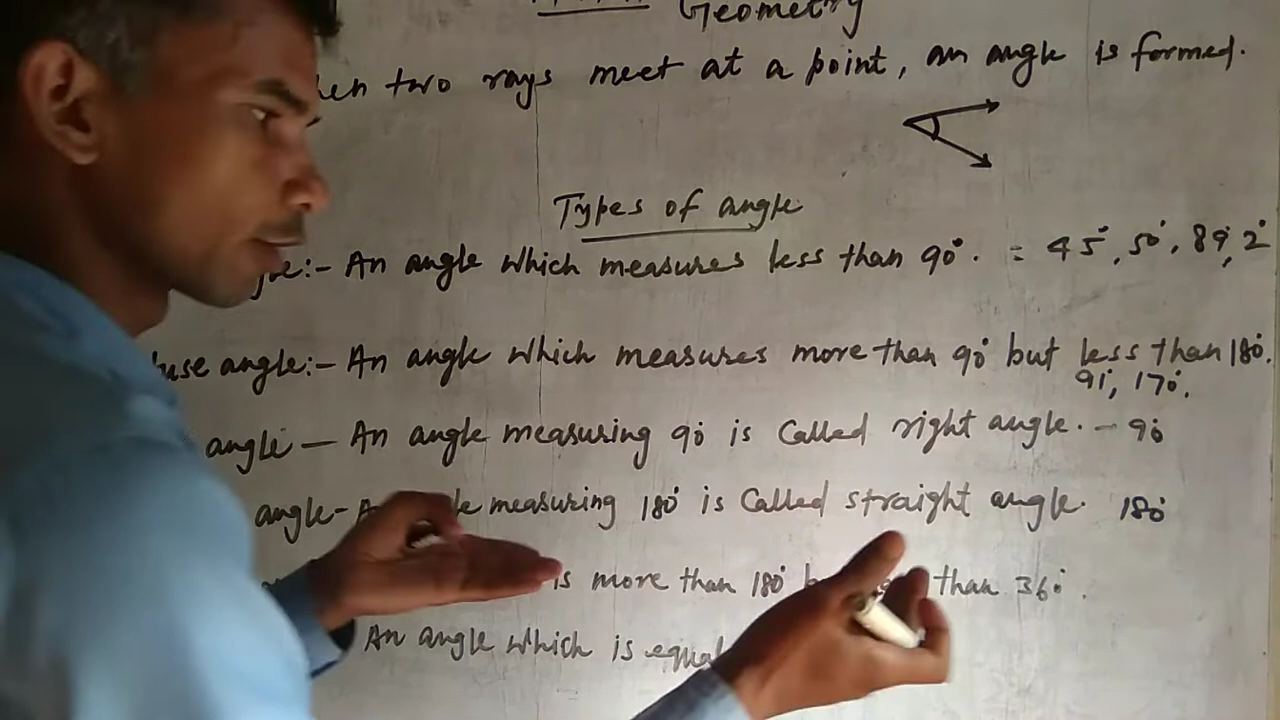 Geometry
hen two rays meet at a point, an angle is formed.
Types of angle
gle:- An angle which measures less than 90°. = 45°, 50°, 89°, 2°
use angle:- An angle which measures more than 90° but less than 180°.
91°, 170°.
angle — An angle measuring 90° is Called right angle. - 90°
angle - measuring 180° is Called straight angle. 180°
is more than 180° than 360°.
An angle which is equal